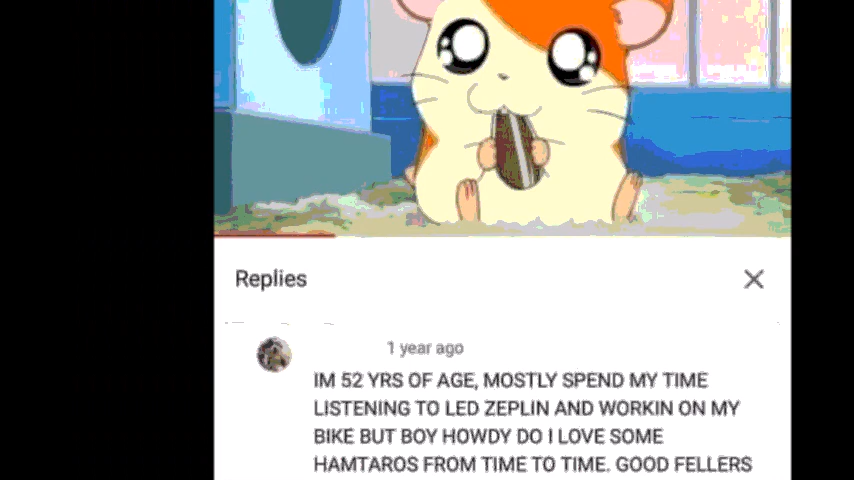 Replies
1 year ago
IM 52 YRS OF AGE, MOSTLY SPEND MY TIME
LISTENING TO LED ZEPLIN AND WORKIN ON MY
BIKE BUT BOY HOWDY DO I LOVE SOME
HAMTAROS FROM TIME TO TIME. GOOD FELLERS